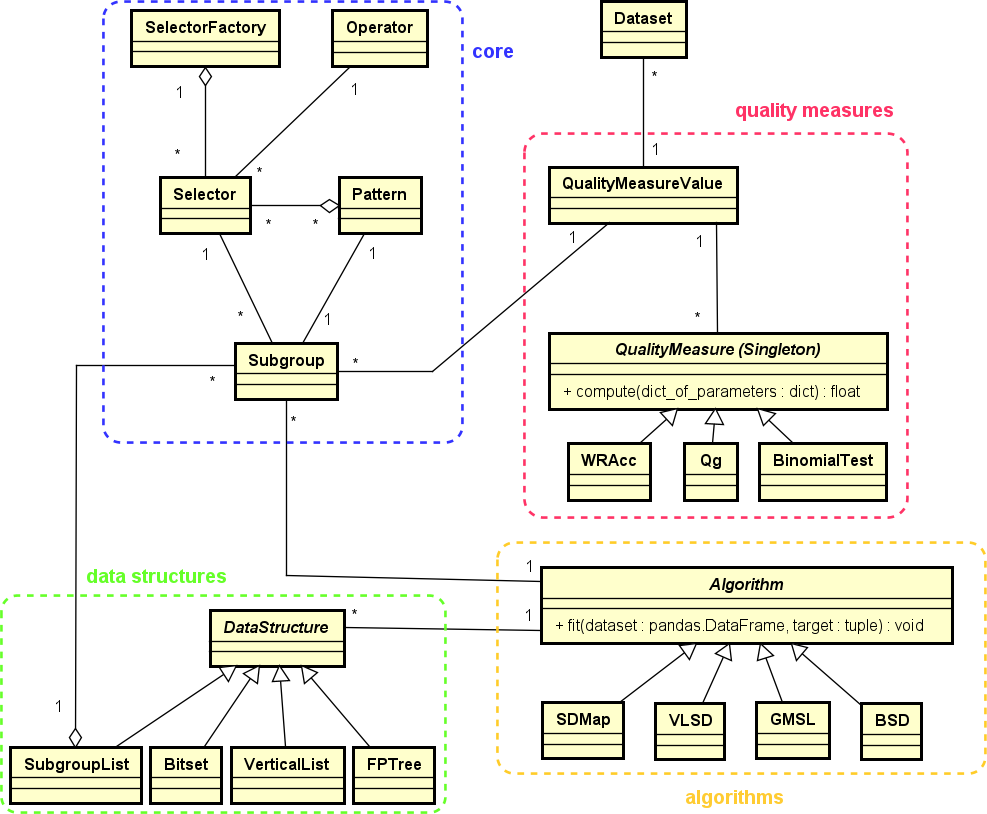 SelectorFactory
Operator
core
Dataset
1
1
*
*
*
quality measures
1
Selector
Pattern
*
*
QualityMeasureValue
1
1
1
1
*
1
*
QualityMeasure (Singleton)
+ compute(dict_of_parameters : dict) : float
Subgroup
*
*
*
WRAcc
Qg
BinomialTest
data structures
1
Algorithm
+ fit(dataset : pandas.DataFrame, target : tuple) : void
DataStructure
*
1
1
SDMap
VLSD
GMSL
BSD
SubgroupList
Bitset
VerticalList
FPTree
algorithms